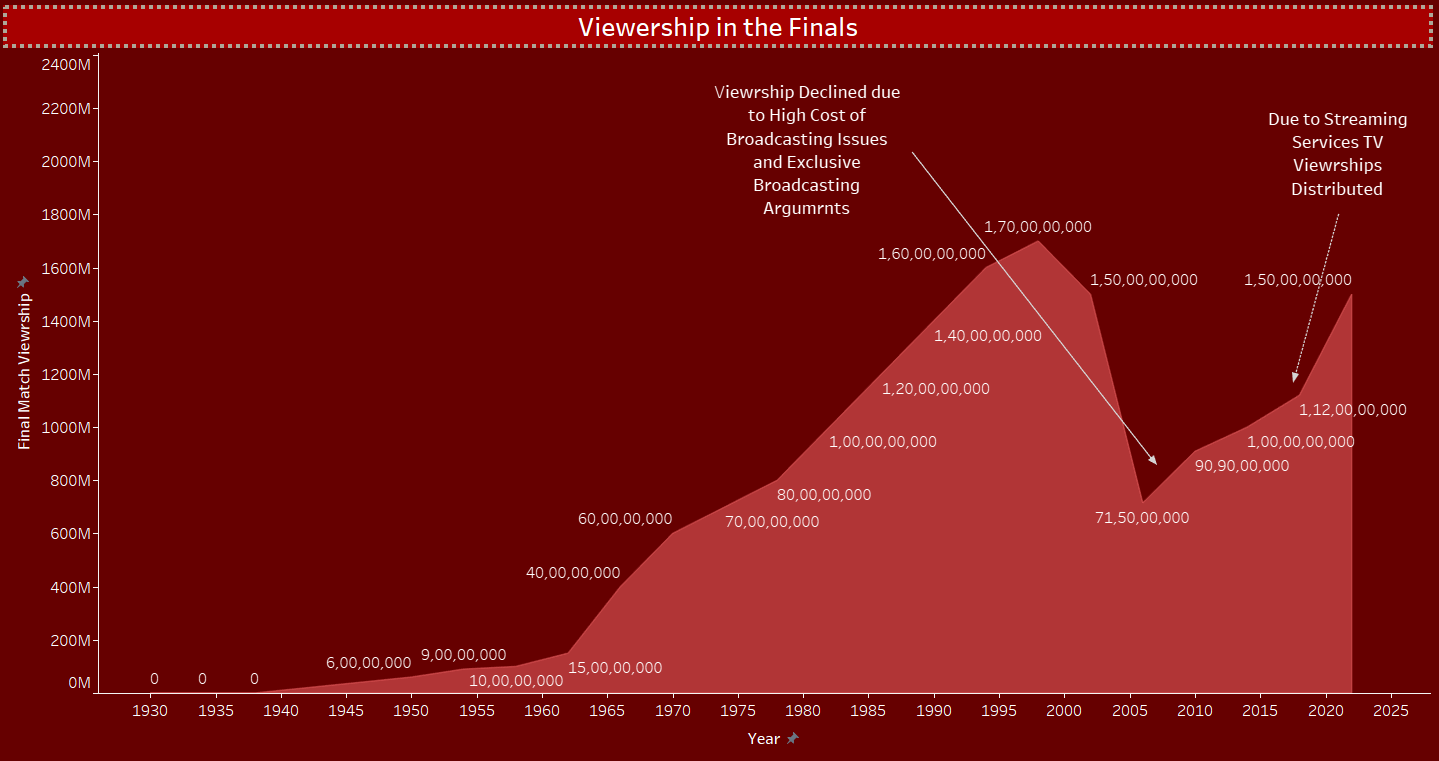 Viewership in the Finals
2400M
2200M
2000M
1800M
1600M
1400M
1200M
1000M
800M
600M
400M
200M
0M
Final Match Viewrship
Viewrship Declined due
to High Cost of
Broadcasting Issues
and Exclusive
Broadcasting
Argumrnts
Due to Streaming
Services TV
Viewrships
Distributed
0
0
0
6,00,00,000
9,00,00,000
10,00,00,000
15,00,00,000
40,00,00,000
60,00,00,000
70,00,00,000
80,00,00,000
1,00,00,00,000
1,20,00,00,000
1,40,00,00,000
1,60,00,00,000
1,70,00,00,000
1,50,00,00,000
71,50,00,000
90,90,00,000
1,00,00,00,000
1,12,00,00,000
1,50,00,00,000
1930 1935 1940 1945 1950 1955 1960 1965 1970 1975 1980 1985 1990 1995 2000 2005 2010 2015 2020 2025
Year